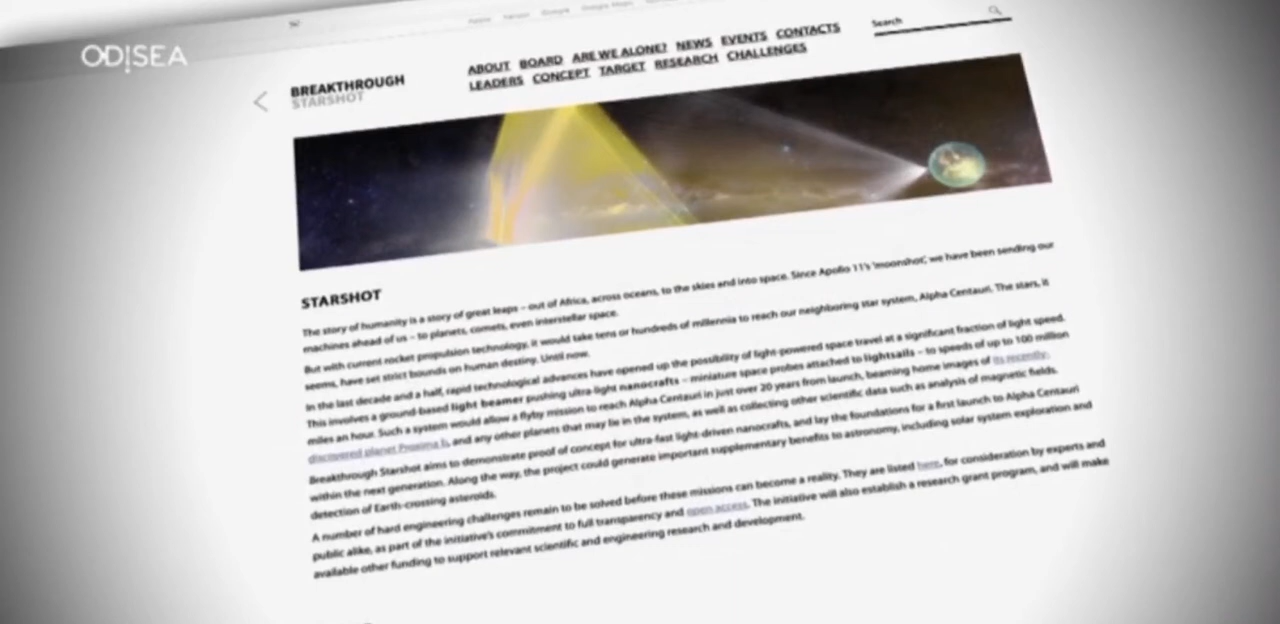 ODISEA
BREAKTHROUGH
STARSHOT
ABOUT BOARD ARE WE ALONE? NEWS EVENTS CONTACTS
LEADERS CONCEPT TARGET RESEARCH CHALLENGES
Search
STARSHOT
The story of humanity is a story of great leaps – out of Africa, across oceans, to the skies and into space. Since Apollo 11's 'moonshot', we have been sending our
machines ahead of us – to planets, comets, even interstellar space.
But with current rocket propulsion technology, it would take tens or hundreds of millennia to reach our neighboring star system, Alpha Centauri. The stars, it
seems, have set strict bounds on human destiny. Until now.
In the last decade and a half, rapid technological advances have opened up the possibility of light-powered space travel at a significant fraction of light speed.
This involves a ground-based light beamer pushing ultra-light nanocrafts – miniature space probes attached to lightsails – to speeds of up to 100 million
miles an hour. Such a system would allow a flyby mission to reach Alpha Centauri in just over 20 years from launch, beaming home images of its recently-
discovered planet Proxima b, and any other planets that may lie in the system, as well as collecting other scientific data such as analysis of magnetic fields.
Breakthrough Starshot aims to demonstrate proof of concept for ultra-fast light-driven nanocrafts, and lay the foundations for a first launch to Alpha Centauri
within the next generation. Along the way, the project could generate important supplementary benefits to astronomy, including solar system exploration and
detection of Earth-crossing asteroids.
A number of hard engineering challenges remain to be solved before these missions can become a reality. They are listed here, for consideration by experts and
public alike, as part of the initiative's commitment to full transparency and open access. The initiative will also establish a research grant program, and will make
available other funding to support relevant scientific and engineering research and development.